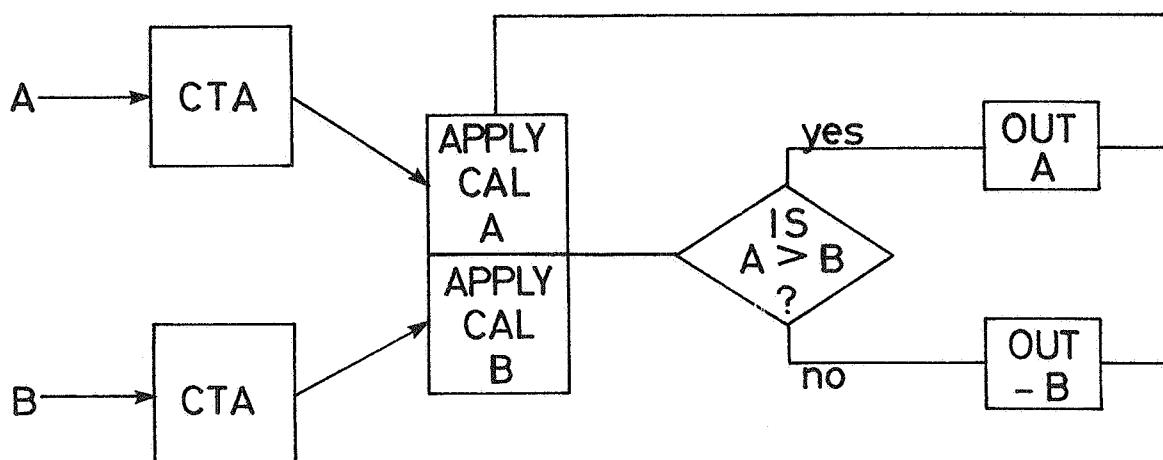 A
CTA
APPLY
CAL
A
APPLY
CAL
B
B
CTA
IS
A > B
?
yes
OUT
A
no
OUT
- B